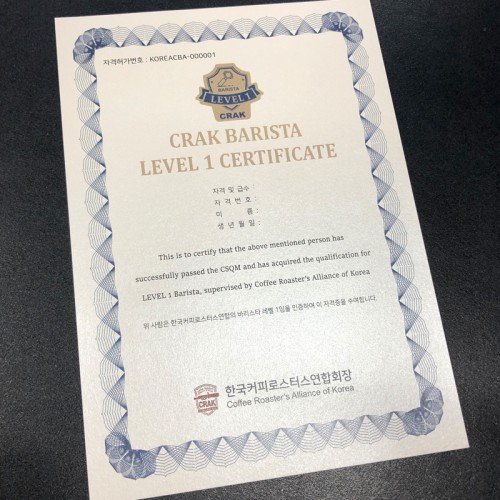 자격허가번호 : KOREACBA-000001
BARISTA
LEVEL 1
CRAK
CRAK BARISTA
LEVEL 1 CERTIFICATE
자격 및 급수 :
자 격 번 호 :
이 름 :
생 년 월 일 :
This is to certify that the above mentioned person has
successfully passed the CSQM and has acquired the qualification for
LEVEL 1 Barista, supervised by Coffee Roaster's Alliance of Korea
위 사람은 한국커피로스터스연합의 바리스타 레벨 1임을 인증하여 이 자격증을 수여합니다.
CRAK
한국커피로스터스연합회장
Coffee Roaster's Alliance of Korea